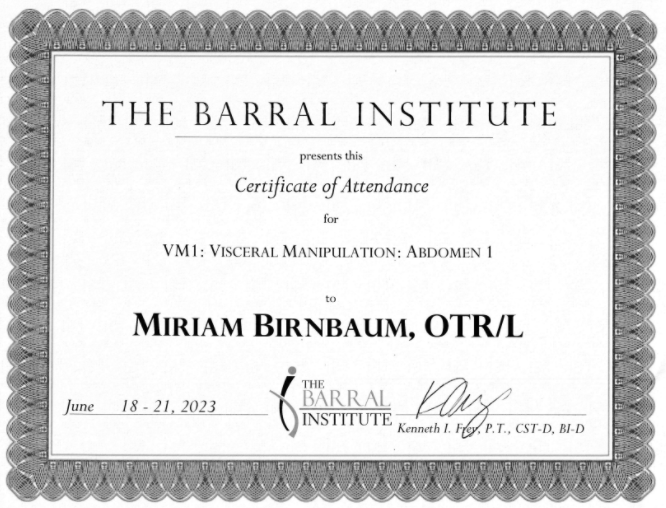 THE BARRAL INSTITUTE
presents this
Certificate of Attendance
for
VM1: VISCERAL MANIPULATION: ABDOMEN 1
to
MIRIAM BIRNBAUM, OTR/L
June 18 - 21, 2023
THE
BARRAL
INSTITUTE
Kenneth I. Frey, P.T., CST-D, BI-D